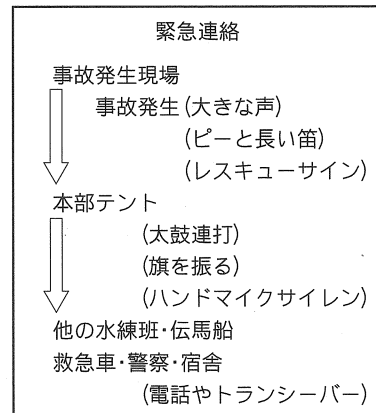 緊急連絡
事故発生現場
事故発生(大きな声)
(ピーと長い笛)
(レスキューサイン)
本部テント
(太鼓連打)
(旗を振る)
(ハンドマイクサイレン)
他の水練班・伝馬船
救急車・警察・宿舎
(電話やトランシーバー)